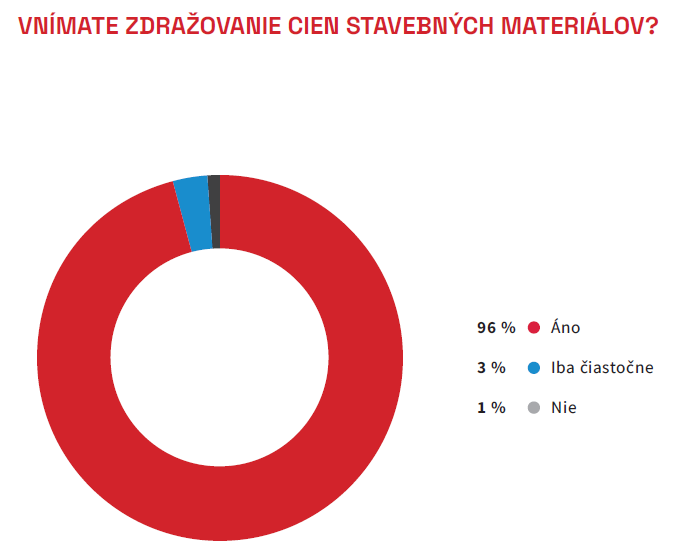 VNÍMATE ZDRAŽOVANIE CIEN STAVEBNÝCH MATERIÁLOV?
96 % Áno
3 % Iba čiastočne
1 % Nie